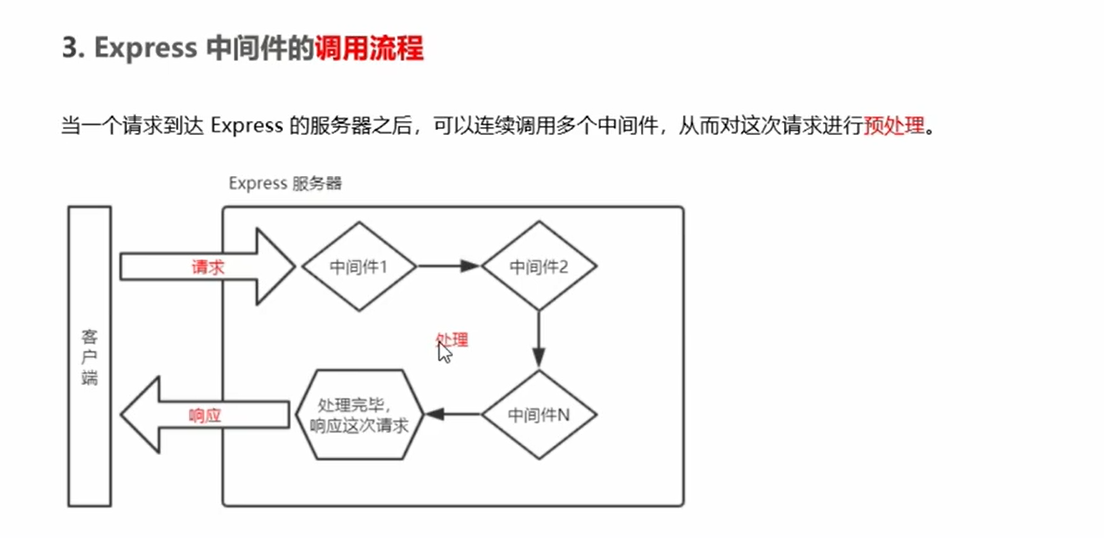 3. Express 中间件的调用流程
当一个请求到达 Express 的服务器之后，可以连续调用多个中间件，从而对这次请求进行预处理。
Express 服务器
请求
中间件1
中间件2
客户端
处理
响应
处理完毕，
响应这次请求
中间件N